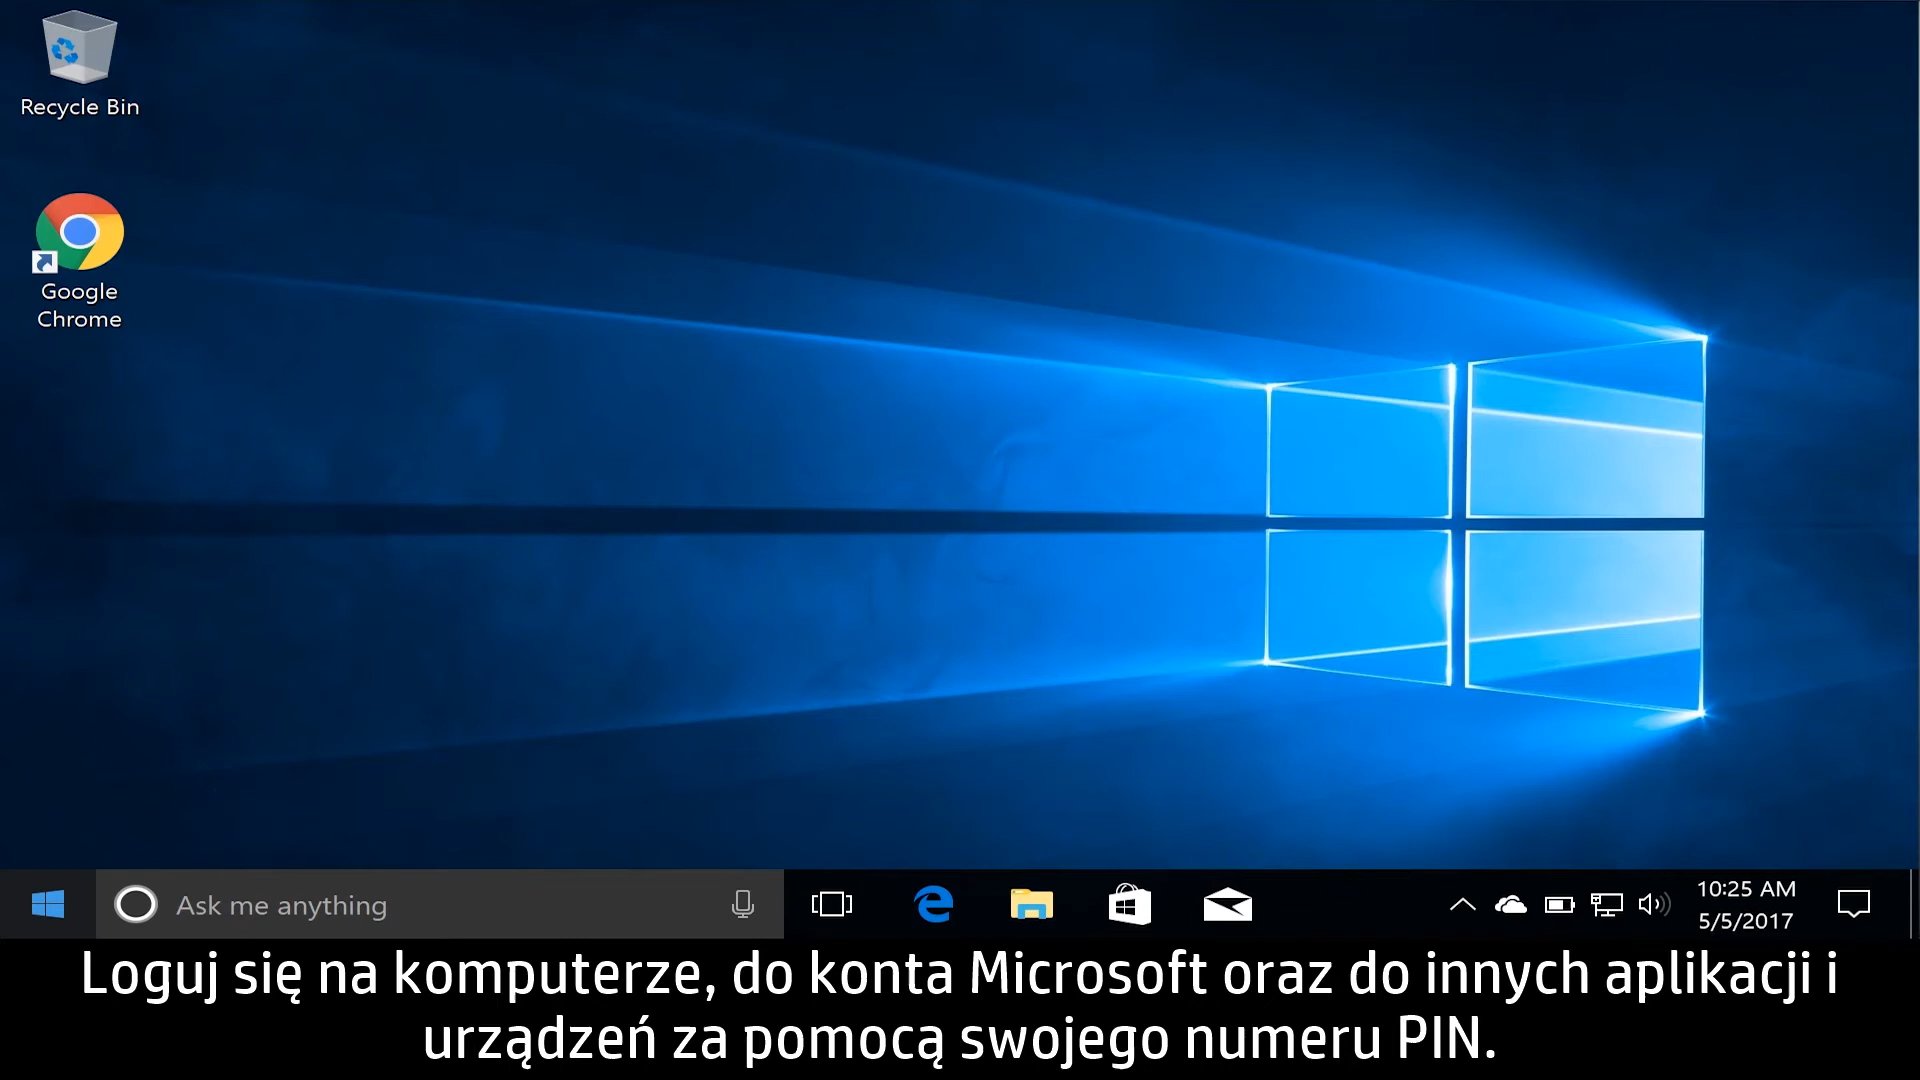 Recycle Bin
Google
Chrome
Ask me anything
10:25 AM
5/5/2017
Loguj się na komputerze, do konta Microsoft oraz do innych aplikacji i
urządzeń za pomocą swojego numeru PIN.